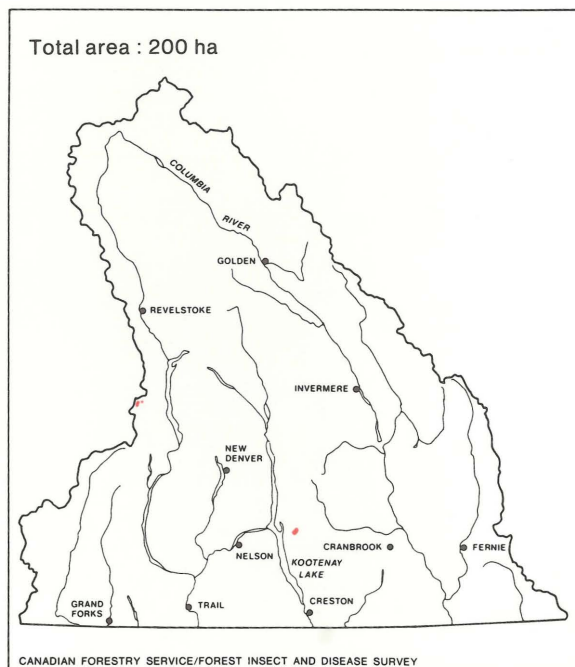 Total area : 200 ha
COLUMBIA
RIVER
GOLDEN
REVELSTOKE
INVERMERE
NEW
DENVER
NELSON
CRANBROOK
FERNIE
KOOTENAY
LAKE
GRAND
FORKS
TRAIL
CRESTON
CANADIAN FORESTRY SERVICE/FOREST INSECT AND DISEASE SURVEY